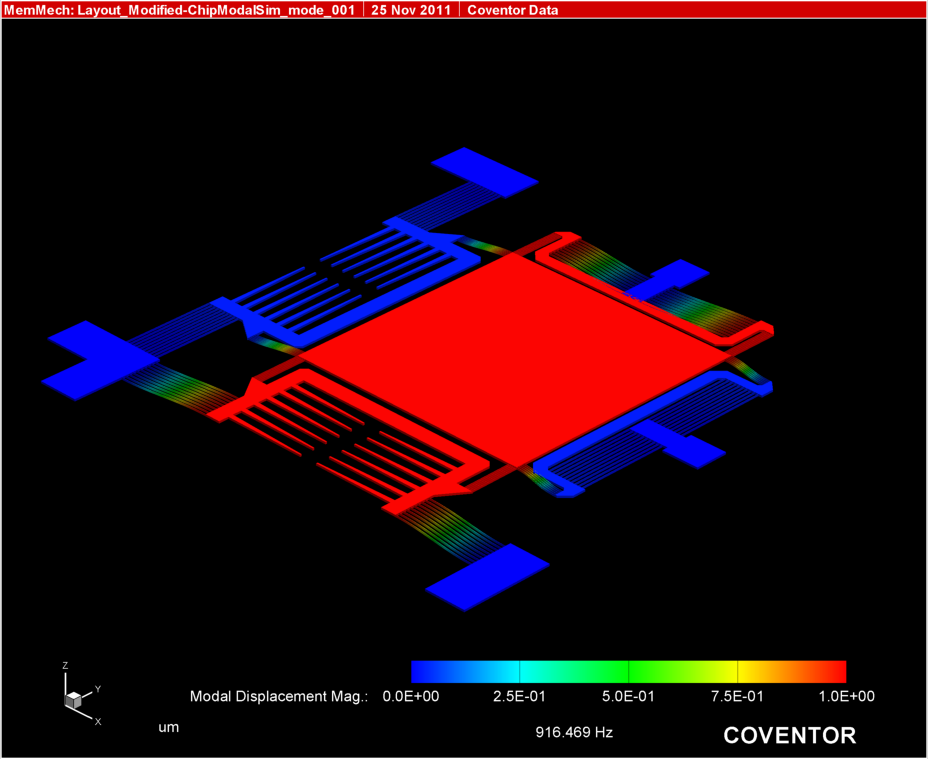 MemMech: Layout_Modified-ChipModalSim_mode_001 | 25 Nov 2011 | Coventor Data
Z
Y
X
um
Modal Displacement Mag.: 0.0E+00 2.5E-01 5.0E-01 7.5E-01 1.0E+00
916.469 Hz
COVENTOR